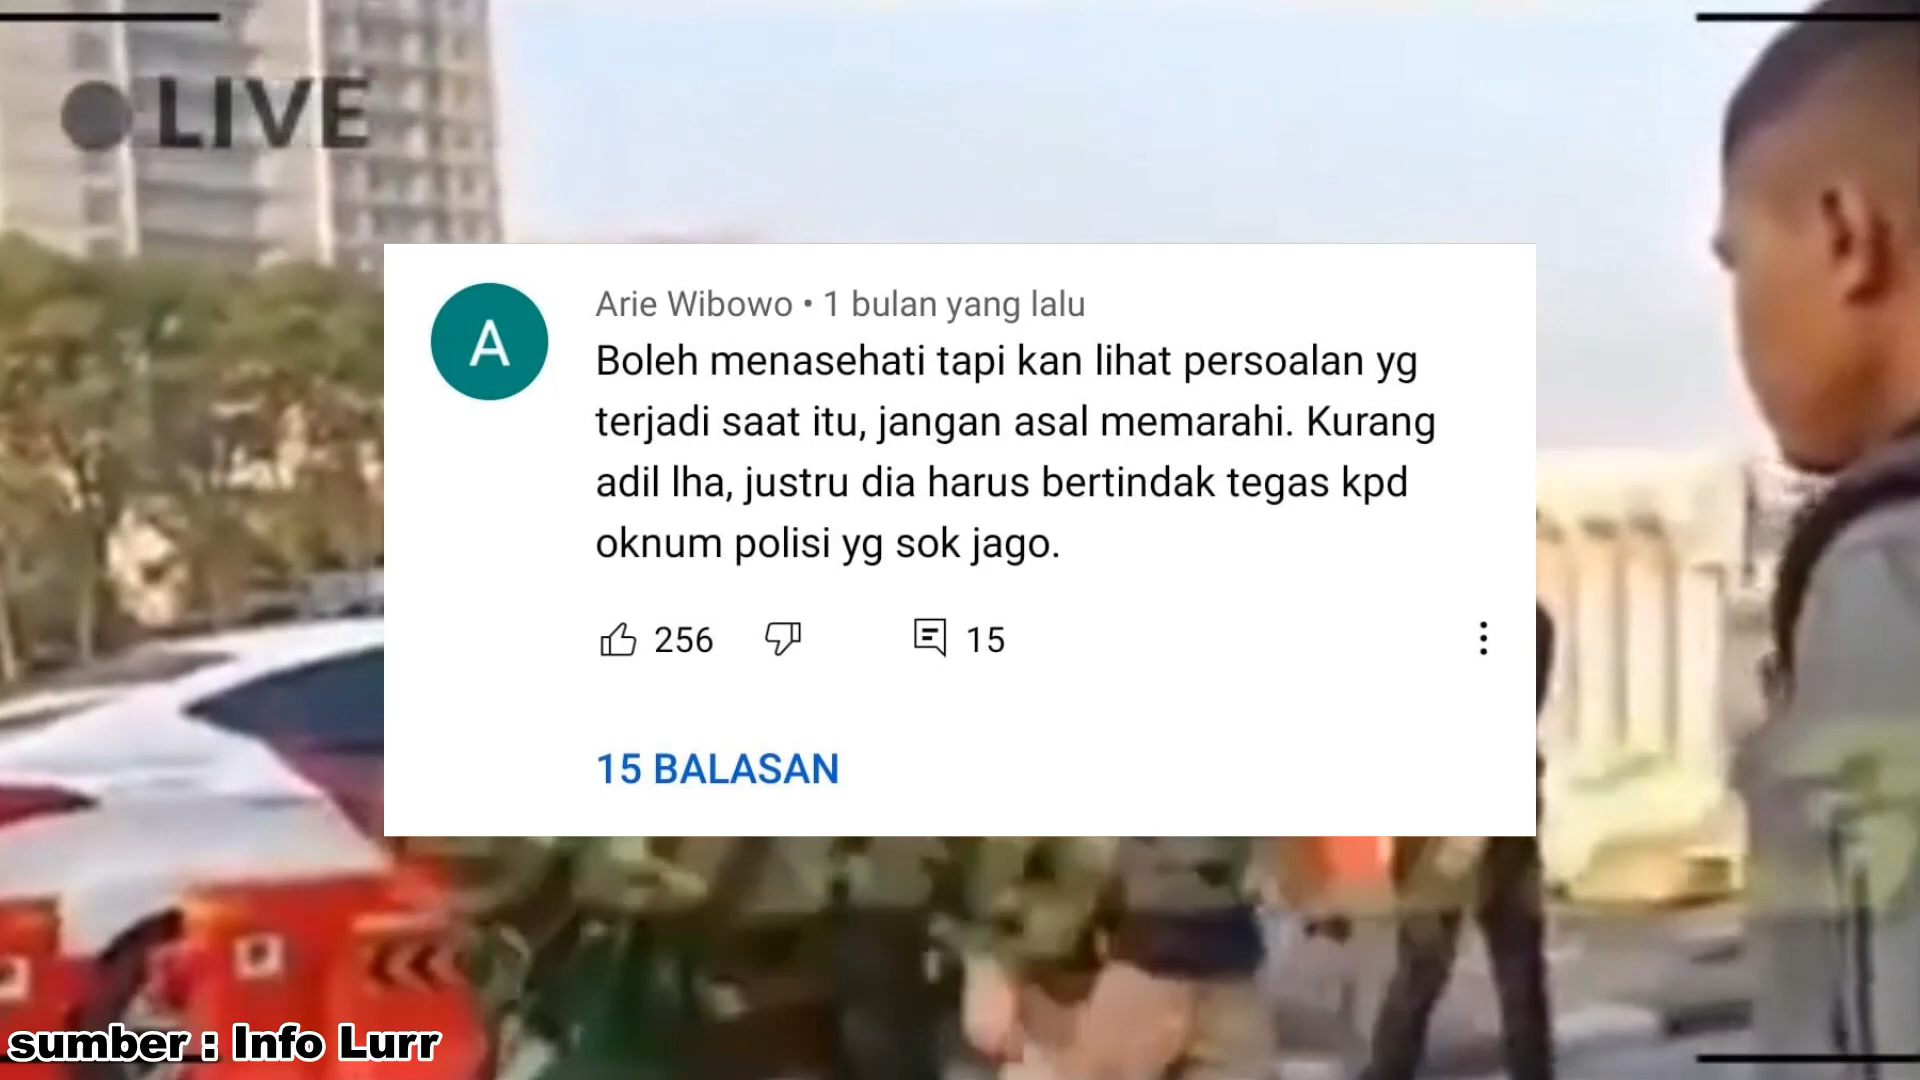 LIVE
Arie Wibowo • 1 bulan yang lalu
Boleh menasehati tapi kan lihat persoalan yg
terjadi saat itu, jangan asal memarahi. Kurang
adil lha, justru dia harus bertindak tegas kpd
oknum polisi yg sok jago.
256
15
15 BALASAN
sumber : Info Lurr